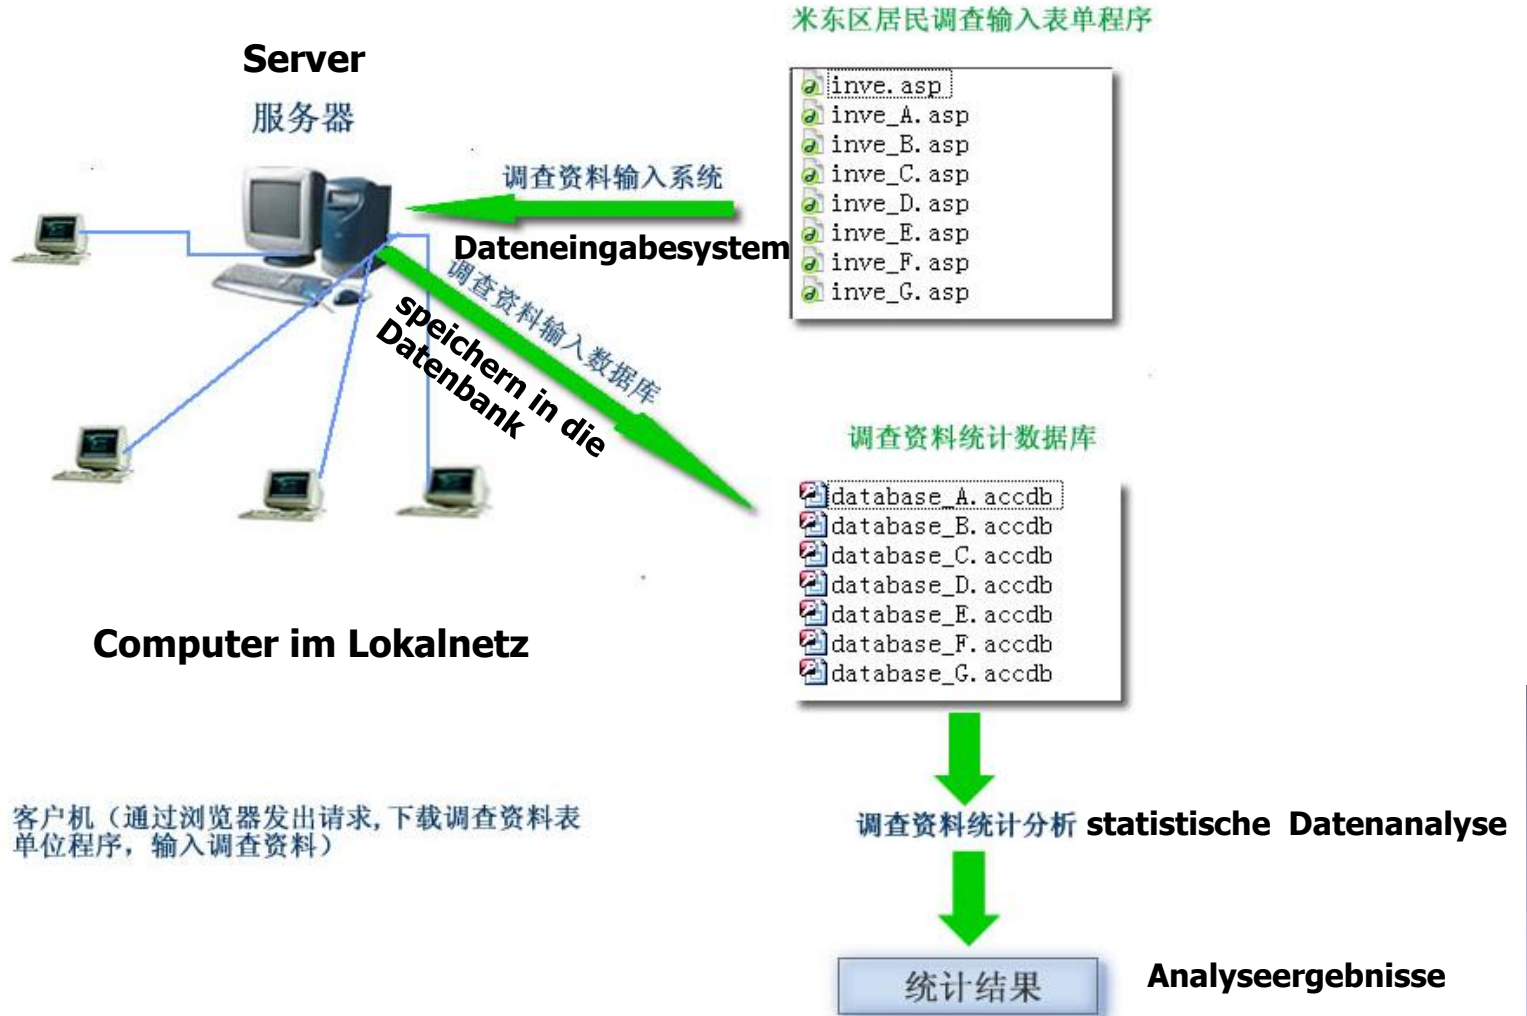 米东区居民调查输入表单程序
Server
服务器
inve.asp
inve_A.asp
inve_B.asp
inve_C.asp
inve_D.asp
inve_E.asp
inve_F.asp
inve_G.asp
调查资料输入系统
Dateneingabesystem
调查资料输入数据库
speichern in die
Datenbank
调查资料统计数据库
database_A.accdb
database_B.accdb
database_C.accdb
database_D.accdb
database_E.accdb
database_F.accdb
database_G.accdb
Computer im Lokalnetz
客户机（通过浏览器发出请求,下载调查资料表
单位程序，输入调查资料）
调查资料统计分析 statistische Datenanalyse
统计结果
Analyseergebnisse